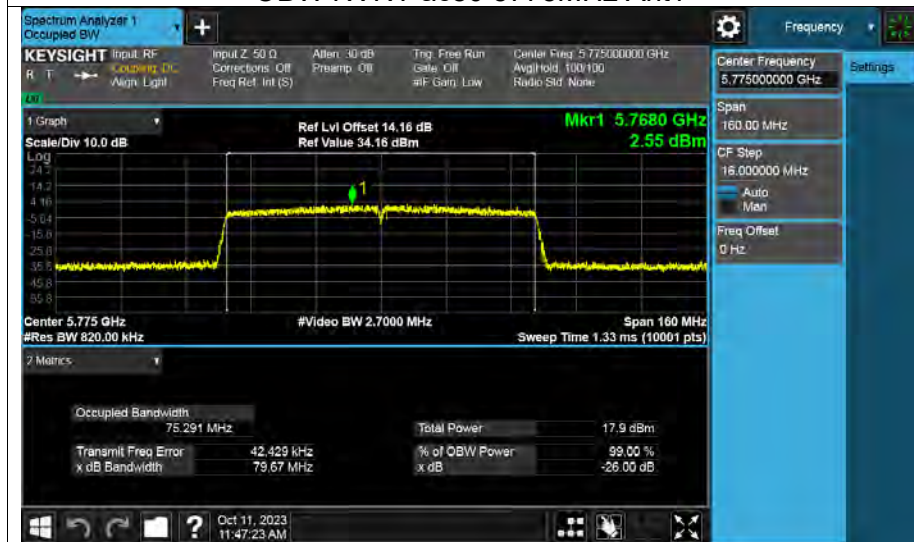 Spectrum Analyzer 1
Occupied BW
+
Frequency
KEYSIGHT Input: RF
R T
Coupling: DC
Align: Light
Input Z: 50 Ω
Corrections: Off
Freq Ref: Int (S)
Atten: 30 dB
Preamp: Off
Trig: Free Run
Gate: Off
#IF Gain: Low
Center Freq: 5.775000000 GHz
Avg|Hold: 100/100
Radio Std: None
1 Graph
Scale/Div 10.0 dB
Ref Lvl Offset 14.16 dB
Ref Value 34.16 dBm
Mkr1 5.7680 GHz
2.55 dBm
Log
24.2
14.2
4.16
-5.84
-15.8
-25.8
-35.8
-45.8
-55.8
1
Center 5.775 GHz
#Video BW 2.7000 MHz
Span 160 MHz
#Res BW 820.00 kHz
Sweep Time 1.33 ms (10001 pts)
2 Metrics
Occupied Bandwidth
75.291 MHz
Total Power 17.9 dBm
Transmit Freq Error 42.429 kHz
% of OBW Power 99.00 %
x dB Bandwidth 79.67 MHz
x dB -26.00 dB
?
Oct 11, 2023
11:47:23 AM
Center Frequency
5.775000000 GHz
Settings
Span
160.00 MHz
CF Step
16.000000 MHz
Auto
Man
Freq Offset
0 Hz